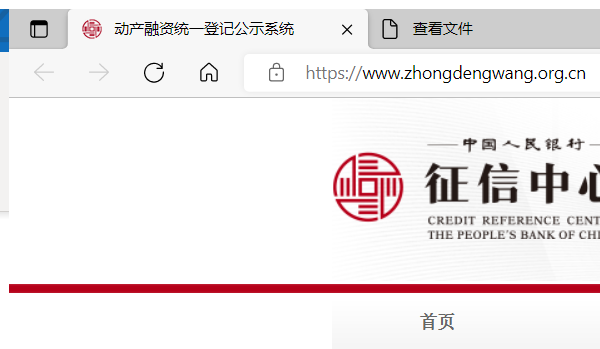 动产融资统一登记公示系统
查看文件
https://www.zhongdengwang.org.cn
中国人民银行
征信中心
CREDIT REFERENCE CENT
THE PEOPLE'S BANK OF CHI
首页